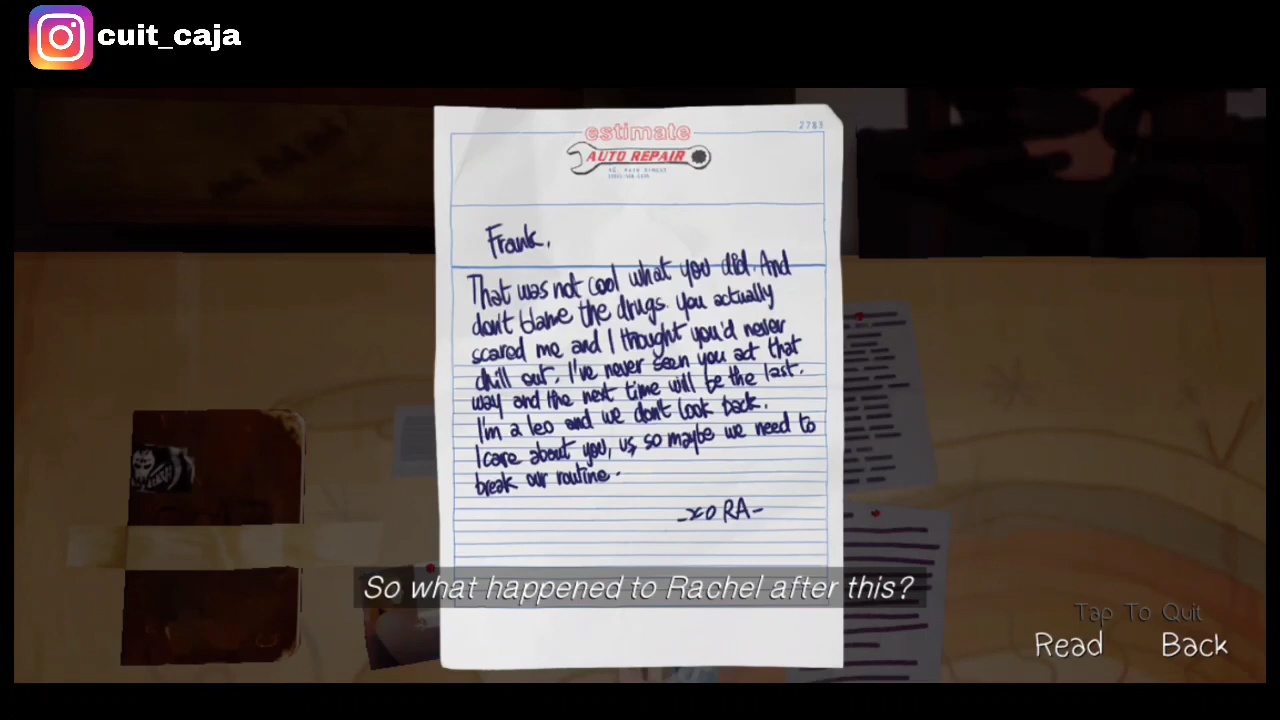 cuit_caja
2783
estimate
AUTO REPAIR
Frank,
That was not cool what you did. And
don't blame the drugs. you actually
scared me and I thought you'd never
chill out. I've never seen you act that
way and the next time will be the last.
I'm a leo and we don't look back.
I care about you, us, so maybe we need to
break our routine.
-xo RA-
So what happened to Rachel after this?
Tap To Quit
Read Back